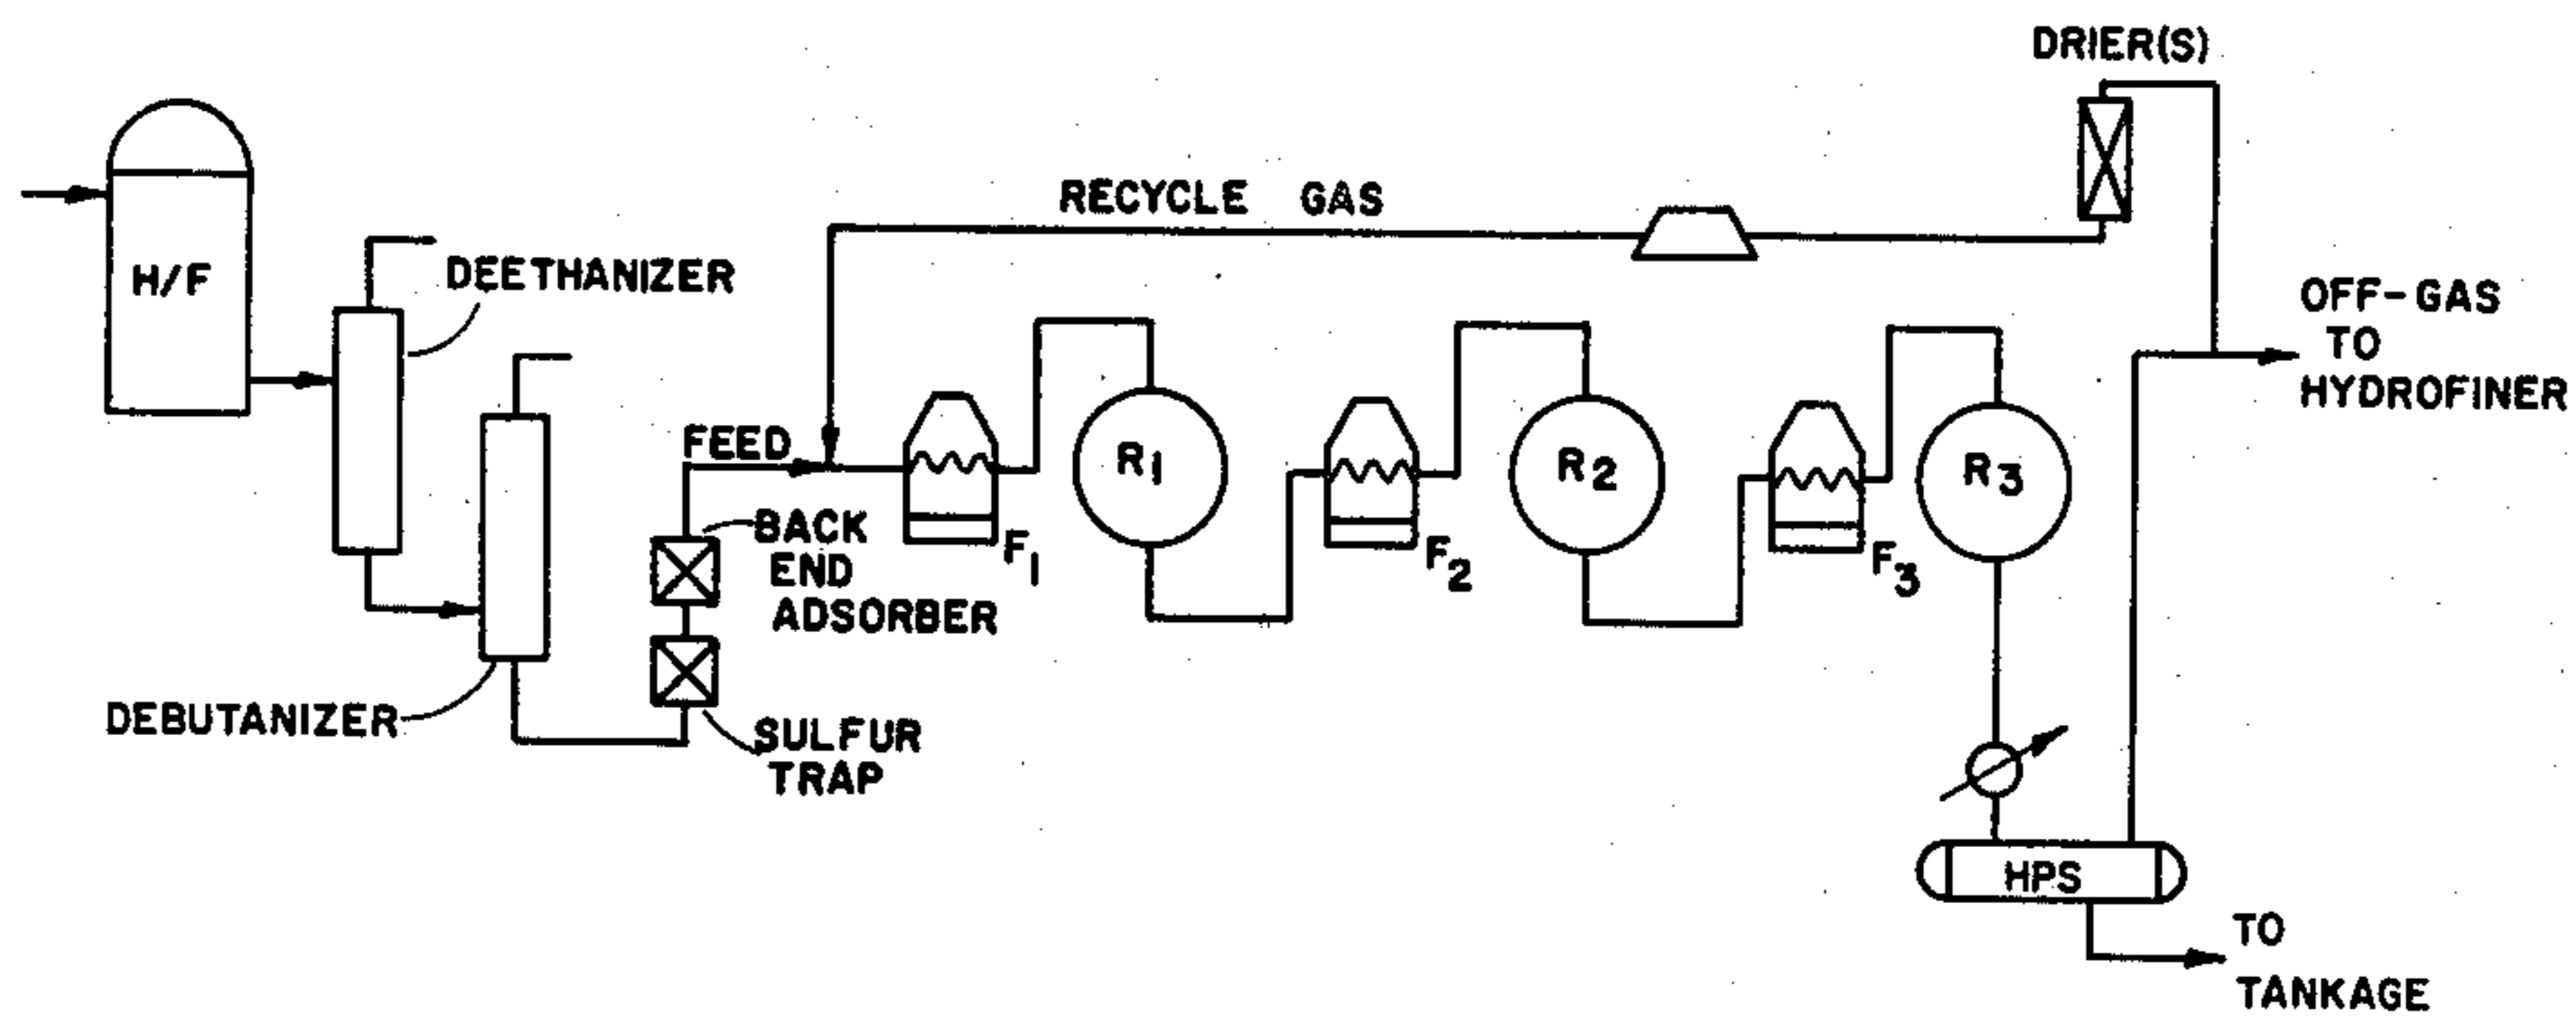 DRIER(S)
RECYCLE GAS
H/F
DEETHANIZER
OFF-GAS
TO
HYDROFINER
FEED
R1
R2
R3
BACK
END
ADSORBER
F1
F2
F3
DEBUTANIZER
SULFUR
TRAP
HPS
TO
TANKAGE